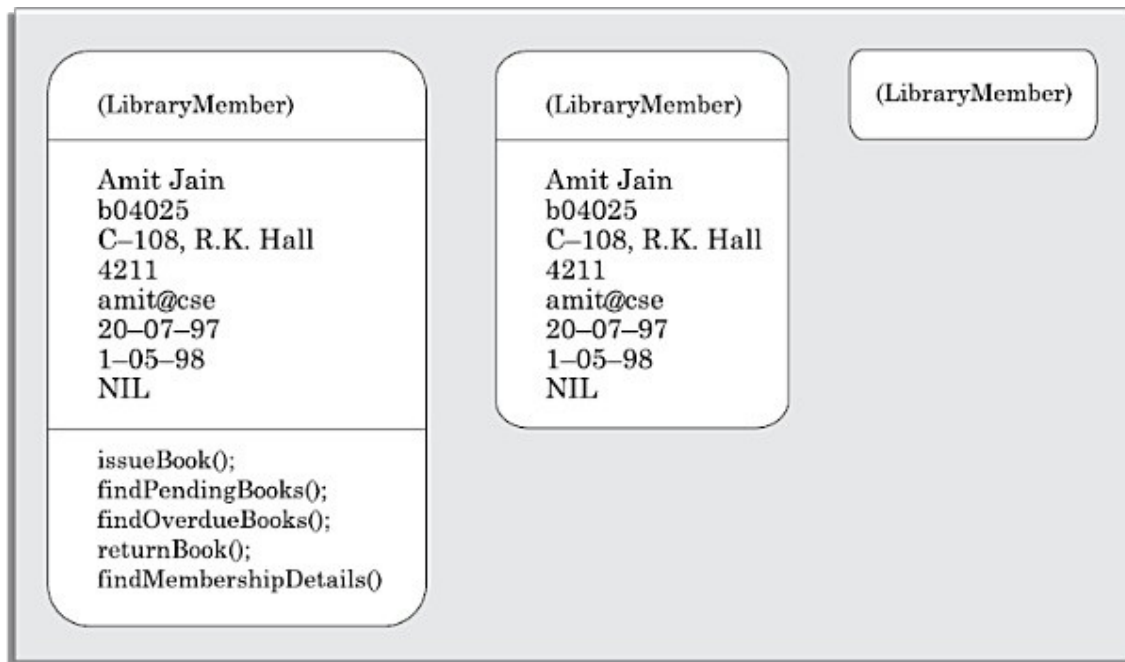 (LibraryMember)
Amit Jain
b04025
C–108, R.K. Hall
4211
amit@cse
20–07–97
1–05–98
NIL
issueBook();
findPendingBooks();
findOverdueBooks();
returnBook();
findMembershipDetails()
(LibraryMember)
Amit Jain
b04025
C–108, R.K. Hall
4211
amit@cse
20–07–97
1–05–98
NIL
(LibraryMember)